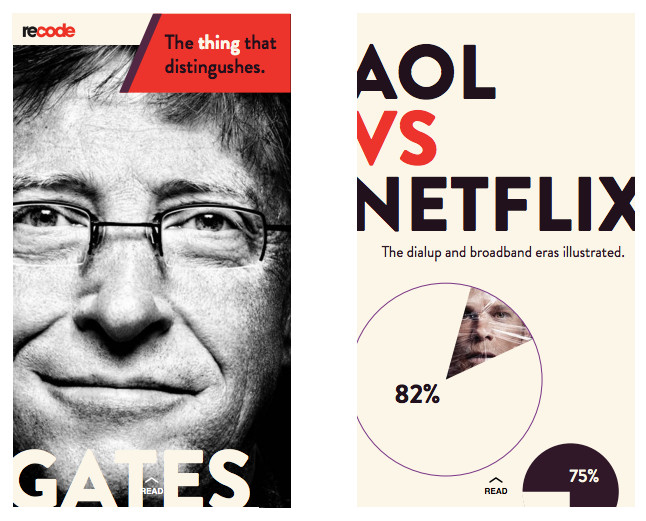 recode
The thing that
distingushes.
GATES
READ
AOL
VS
NETFLIX
The dialup and broadband eras illustrated.
82%
75%
READ